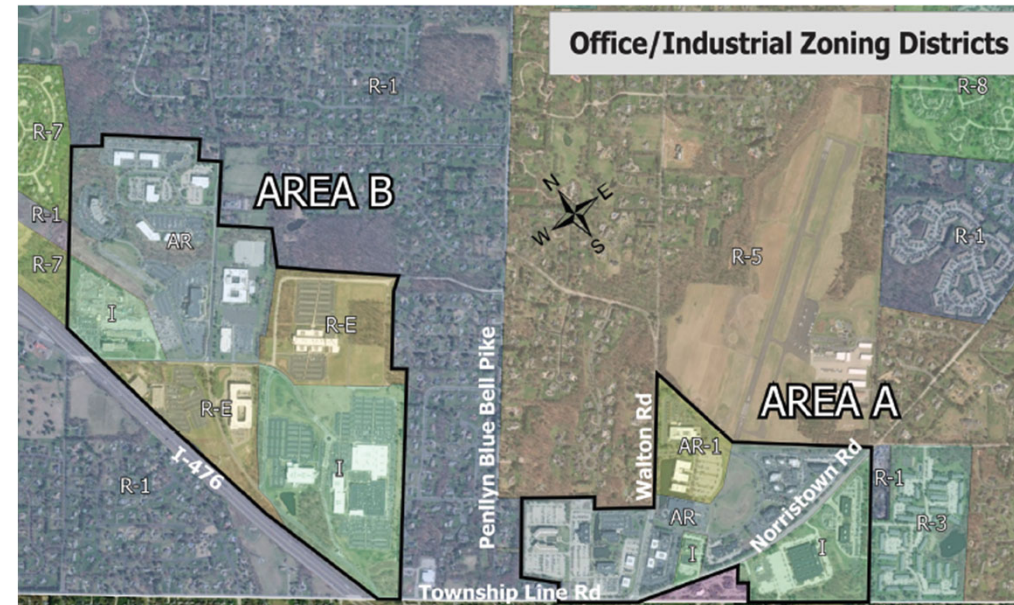 Office/Industrial Zoning Districts
R-1
R-8
R-7
AREA B
N
E
W
S
R-1
AR
R-7
R-5
R-1
I
R-E
Penllyn Blue Bell Pike
R-E
Walton Rd
AREA A
AR-1
I-476
I
R-1
Norristown Rd
R-1
AR
R-3
I
I
Township Line Rd